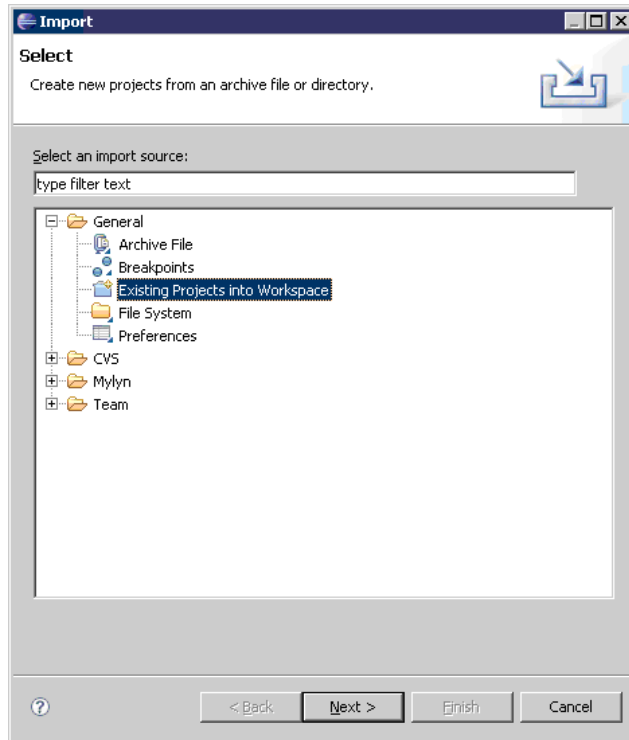 Import
Select
Create new projects from an archive file or directory.
Select an import source:
type filter text
General
Archive File
Breakpoints
Existing Projects into Workspace
File System
Preferences
CVS
Mylyn
Team
< Back
Next >
Finish
Cancel